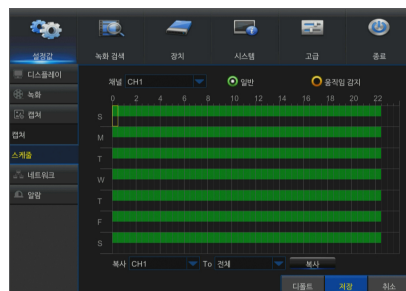 설정값 녹화 검색 장치 시스템 고급 종료
디스플레이
녹화
캡쳐
캡쳐
스케줄
네트워크
알람
채널 CH1 일반 움직임 감지
0 2 4 6 8 10 12 14 16 18 20 22
S
M
T
W
T
F
S
복사 CH1 To 전체 복사
디폴트 저장 취소